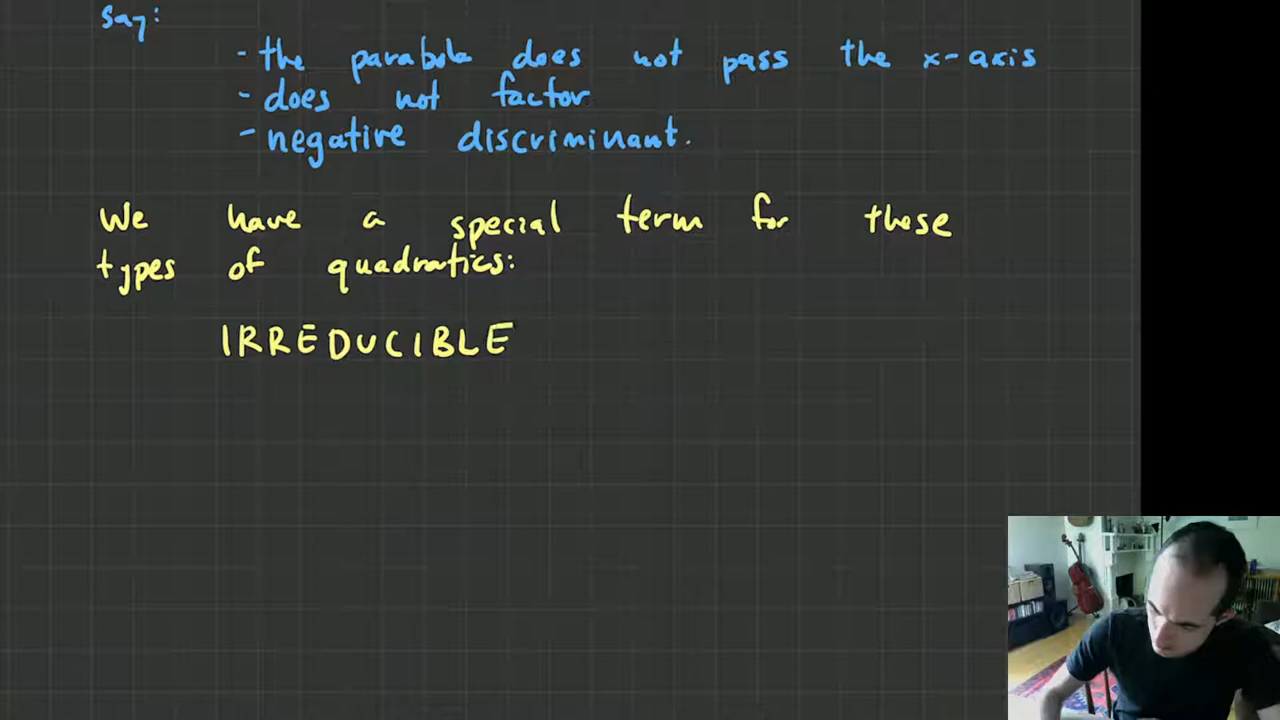 say:
- the parabola does not pass the x-axis
- does not factor
- negative discriminant.
We have a special term for these
types of quadratics:
IRREDUCIBLE